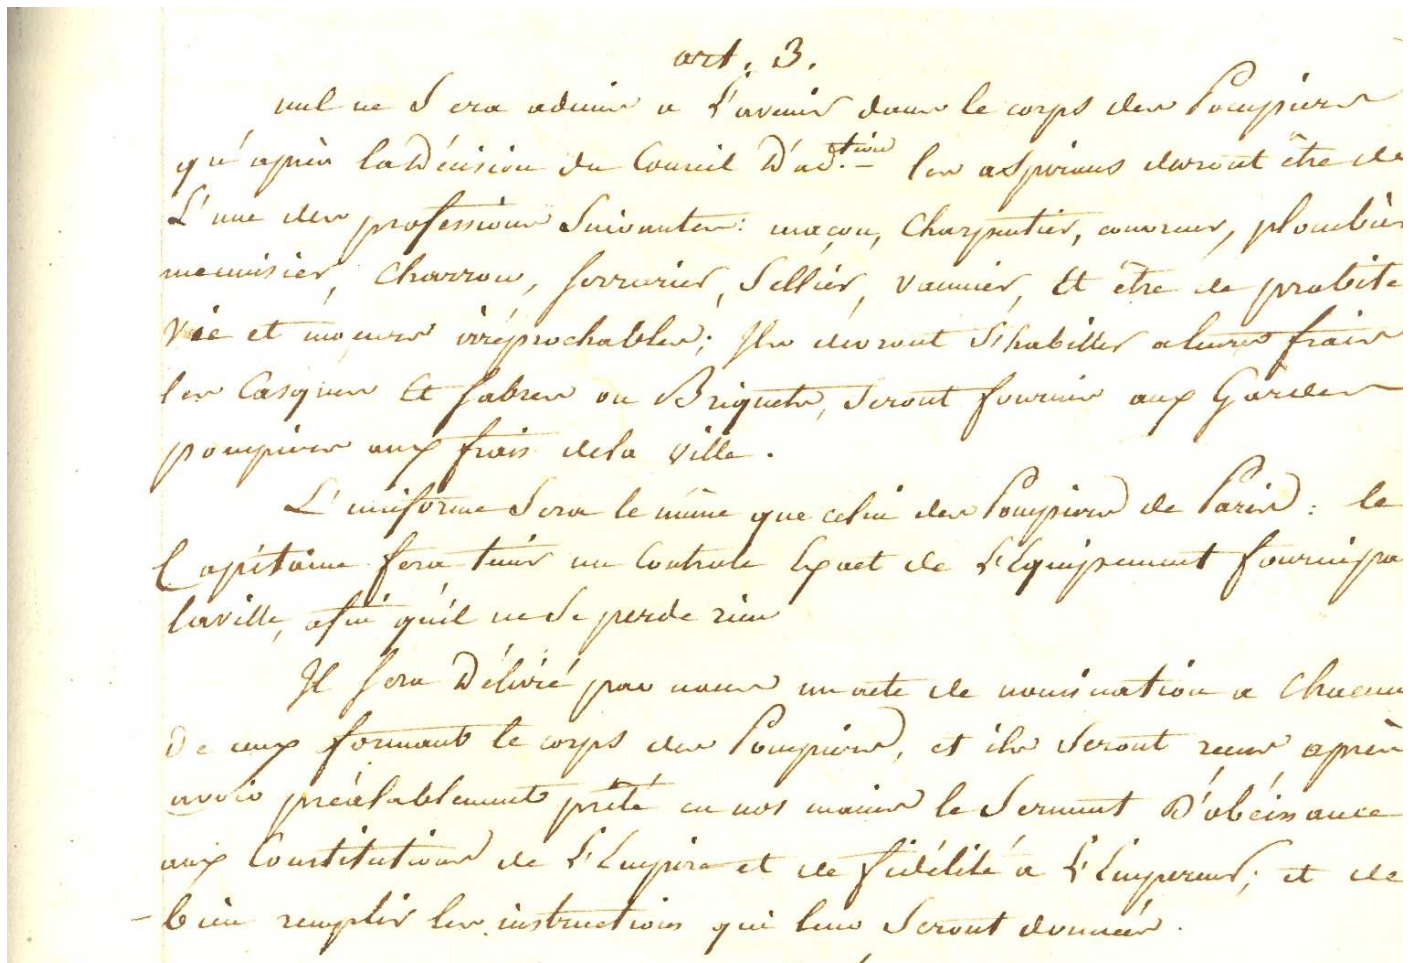 art. 3.
nul ne Sera admis a L'avenir dans le corps des Pompiers
qu'après la Décision du Conseil D'ad.tion les aspirans devront être de
L'une des professions Suivantes: maçon, Charpentier, couvreur, plombier
menuisier, Charron, serrurier, Sellier, vannier, Et être de probité
vie et moeurs irréprochables; Ils devront S'habiller a leurs frais
les Casques Et sabres ou Briquets, Seront fournis aux Gardes
pompiers aux frais de la ville.
L'uniforme Sera le même que celui des Pompiers de Paris: le
Capitaine fera tenir un Controle Exact de L'Equipement fourni par
la ville, afin qu'il ne Se perde rien
Il sera Délivré par nous un acte de nomination a Chacun
De ceux formant le corps des Pompiers, et ils Seront reçus après
avoir préalablement prêté en nos mains le Serment D'obéissance
aux Constitutions de L'Empire et de fidélité a L'Empereur; et de
bien remplir les instructions qui leur Seront données.